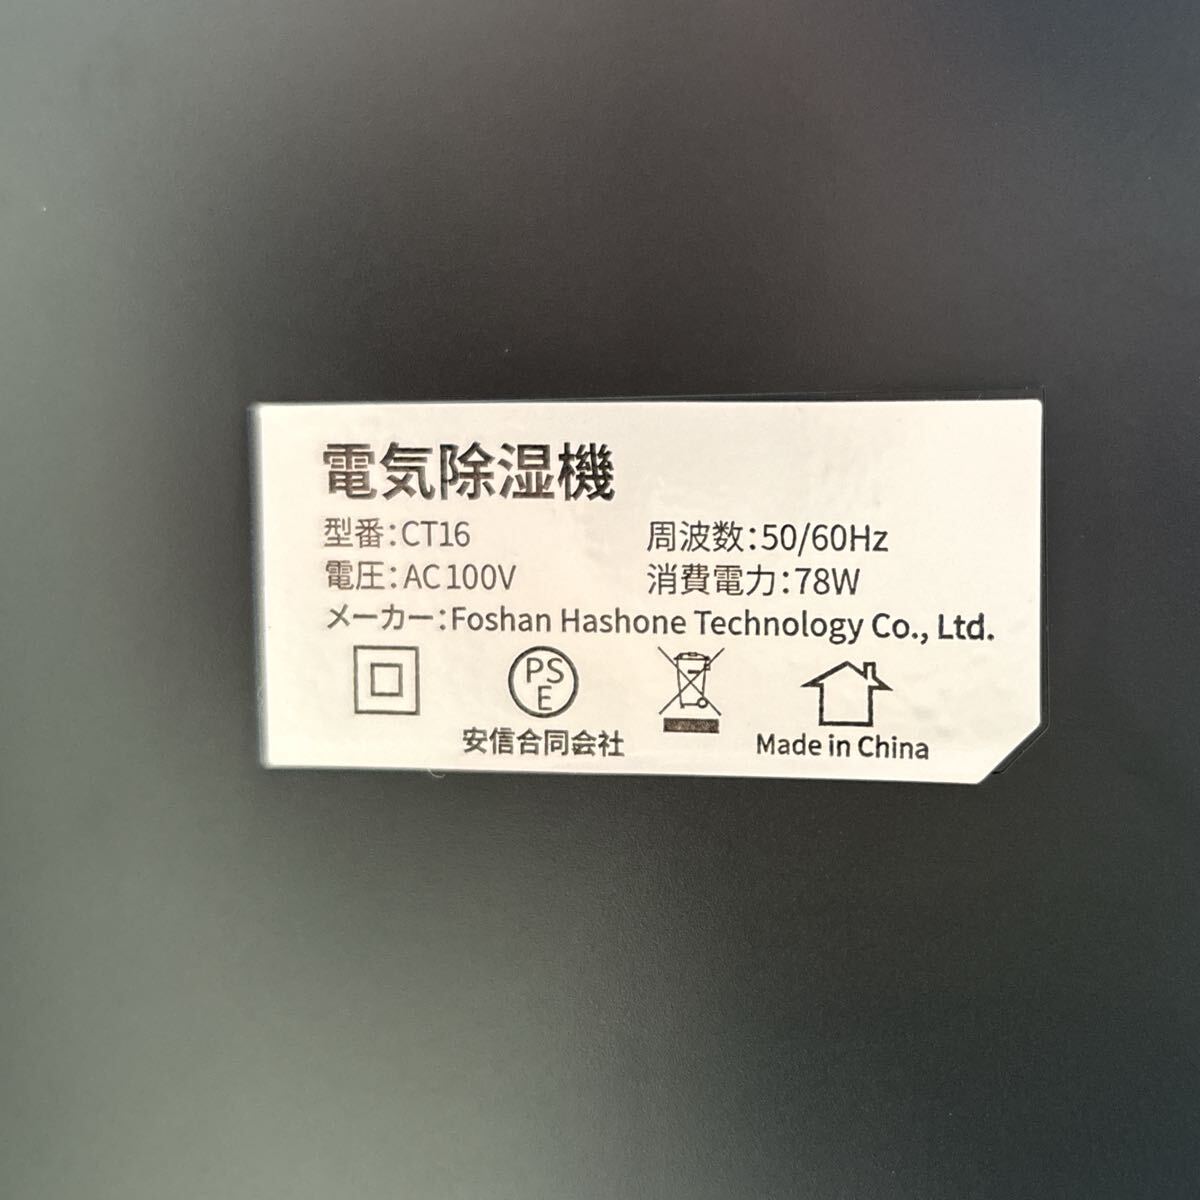 電気除湿機
型番:CT16 周波数:50/60Hz
電圧:AC100V 消費電力:78W
メーカー:Foshan Hashone Technology Co., Ltd.
PS
E
安信合同会社 Made in China